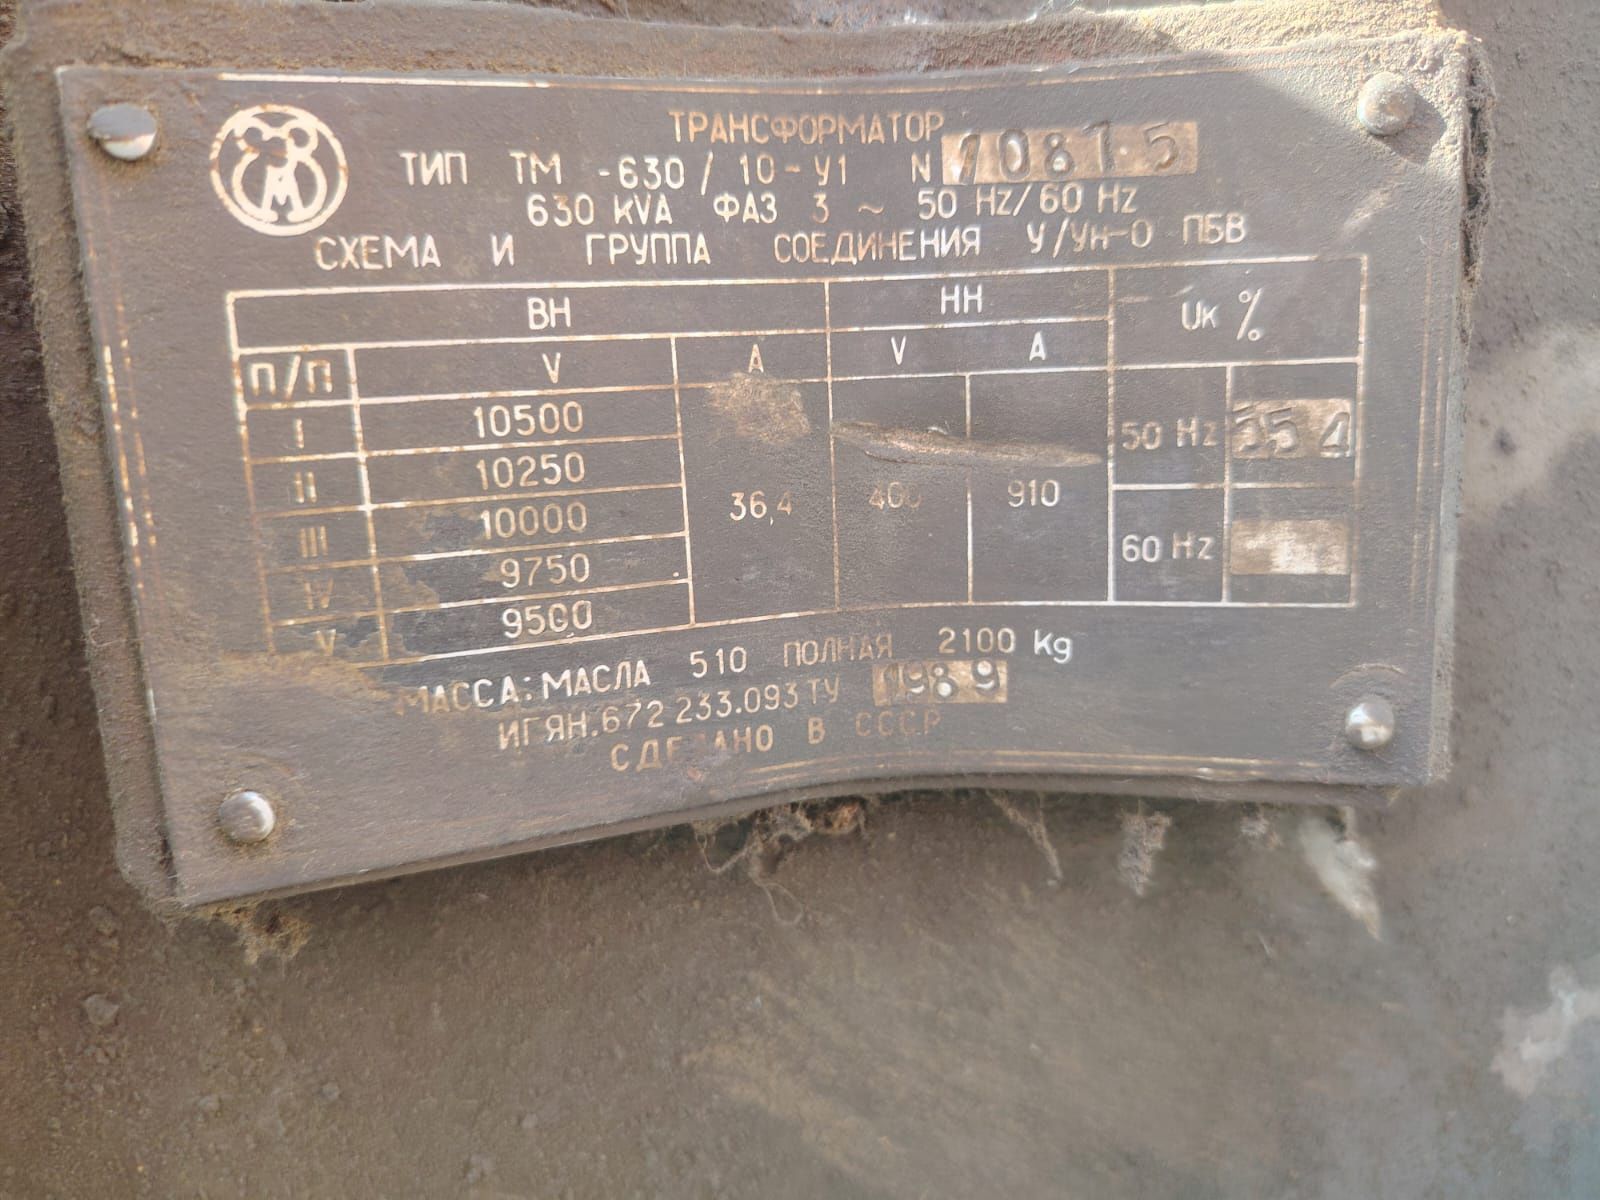 ТРАНСФОРМАТОР
ТИП ТМ -630/10-У1 N 10815
630 KVA ФАЗ 3 ~ 50 Hz/60 Hz
СХЕМА И ГРУППА СОЕДИНЕНИЯ У/Ун-0 ПБВ
ВН НН Uк %
П/П V A V A
I 10500
II 10250
III 10000
IV 9750
V 9500
36,4 400 910
50 Hz
60 Hz
МАССА: МАСЛА 510 ПОЛНАЯ 2100 Kg
ИГЯН.672 233.093 ТУ 1989
СДЕЛАНО В СССР